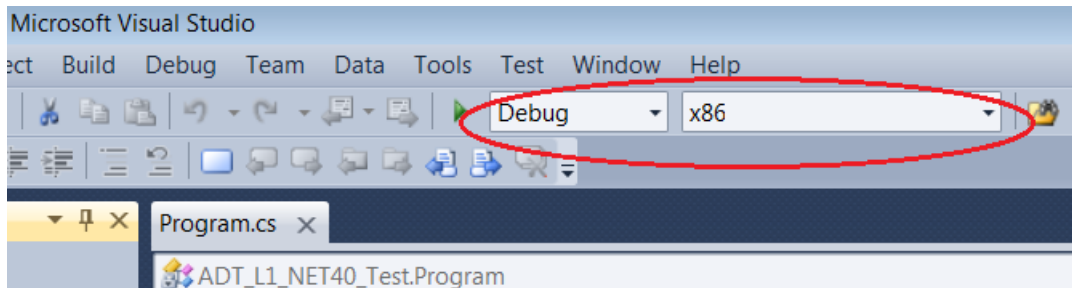 Microsoft Visual Studio
ect Build Debug Team Data Tools Test Window Help
Debug x86
Program.cs
ADT_L1_NET40_Test.Program